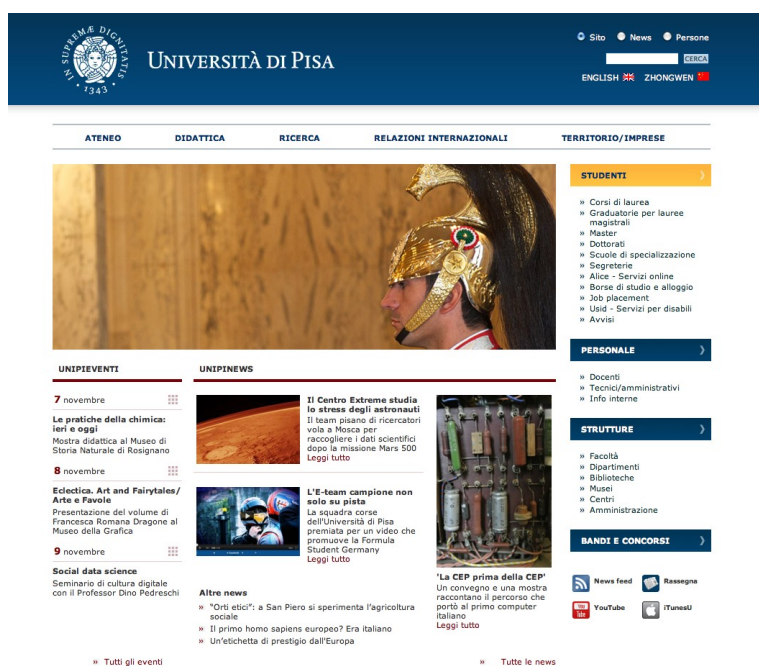 IN SUPREMÆ DIGNITATIS
• 1343 •
UNIVERSITÀ DI PISA
Sito News Persone
CERCA
ENGLISH ZHONGWEN
ATENEO DIDATTICA RICERCA RELAZIONI INTERNAZIONALI TERRITORIO/IMPRESE
STUDENTI
» Corsi di laurea
» Graduatorie per lauree
magistrali
» Master
» Dottorati
» Scuole di specializzazione
» Segreterie
» Alice - Servizi online
» Borse di studio e alloggio
» Job placement
» Usid - Servizi per disabili
» Avvisi
PERSONALE
» Docenti
» Tecnici/amministrativi
» Info interne
STRUTTURE
» Facoltà
» Dipartimenti
» Biblioteche
» Musei
» Centri
» Amministrazione
BANDI E CONCORSI
News feed
Rassegna
You Tube
YouTube
iTunesU
UNIPIEVENTI
7 novembre
Le pratiche della chimica:
ieri e oggi
Mostra didattica al Museo di
Storia Naturale di Rosignano
8 novembre
Eclectica. Art and Fairytales/
Arte e Favole
Presentazione del volume di
Francesca Romana Dragone al
Museo della Grafica
9 novembre
Social data science
Seminario di cultura digitale
con il Professor Dino Pedreschi
» Tutti gli eventi
UNIPINEWS
Il Centro Extreme studia
lo stress degli astronauti
Il team pisano di ricercatori
vola a Mosca per
raccogliere i dati scientifici
dopo la missione Mars 500
Leggi tutto
L'E-team campione non
solo su pista
La squadra corse
dell'Università di Pisa
premiata per un video che
promuove la Formula
Student Germany
Leggi tutto
'La CEP prima della CEP'
Un convegno e una mostra
raccontano il percorso che
portò al primo computer
italiano
Leggi tutto
Altre news
» "Orti etici": a San Piero si sperimenta l'agricoltura
sociale
» Il primo homo sapiens europeo? Era italiano
» Un'etichetta di prestigio dall'Europa
» Tutte le news